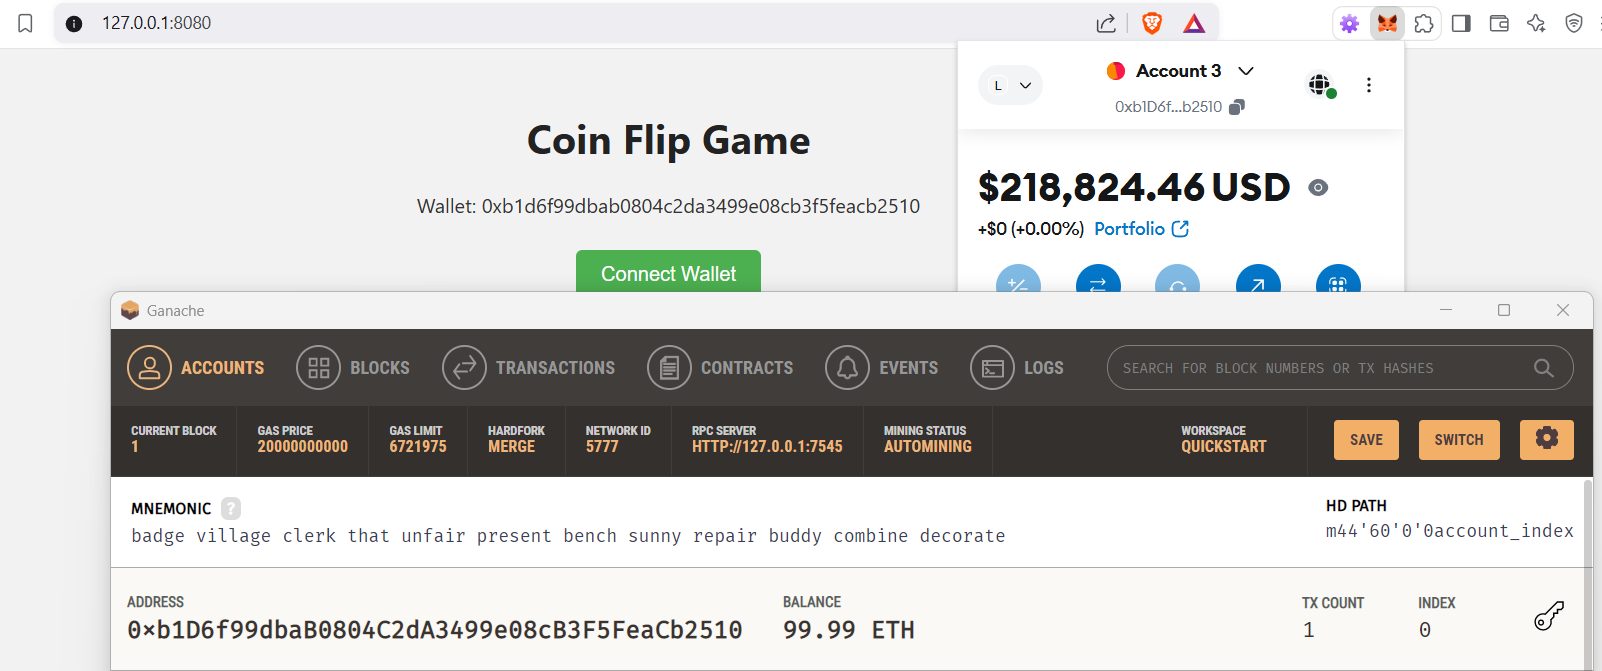 127.0.0.1:8080
L
Account 3
0xb1D6f...b2510
Coin Flip Game
$218,824.46 USD
Wallet: 0xb1d6f99dbab0804c2da3499e08cb3f5feacb2510
+$0 (+0.00%) Portfolio
Connect Wallet
Ganache
ACCOUNTS BLOCKS TRANSACTIONS CONTRACTS EVENTS LOGS SEARCH FOR BLOCK NUMBERS OR TX HASHES
CURRENT BLOCK GAS PRICE GAS LIMIT HARDFORK NETWORK ID RPC SERVER MINING STATUS WORKSPACE
1 20000000000 6721975 MERGE 5777 HTTP://127.0.0.1:7545 AUTOMINING QUICKSTART SAVE SWITCH
MNEMONIC ? HD PATH
badge village clerk that unfair present bench sunny repair buddy combine decorate m44'60'0'0account_index
ADDRESS BALANCE TX COUNT INDEX
0xb1D6f99dbaB0804C2dA3499e08cB3F5FeaCb2510 99.99 ETH 1 0